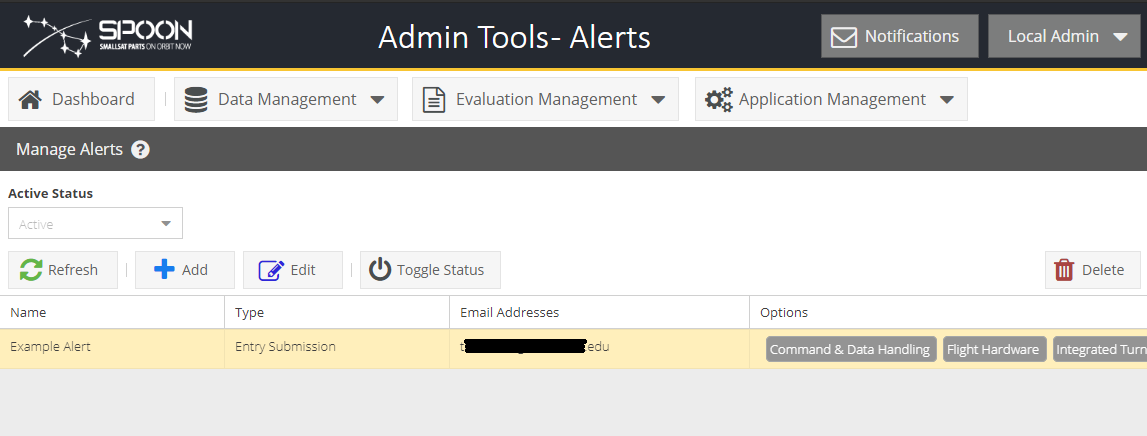 SPOON
SMALLSAT PARTS ON ORBIT NOW
Admin Tools- Alerts
Notifications
Local Admin
Dashboard
Data Management
Evaluation Management
Application Management
Manage Alerts ?
Active Status
Active
Refresh
Add
Edit
Toggle Status
Delete
Name Type Email Addresses Options
Example Alert Entry Submission edu Command & Data Handling Flight Hardware Integrated Turn